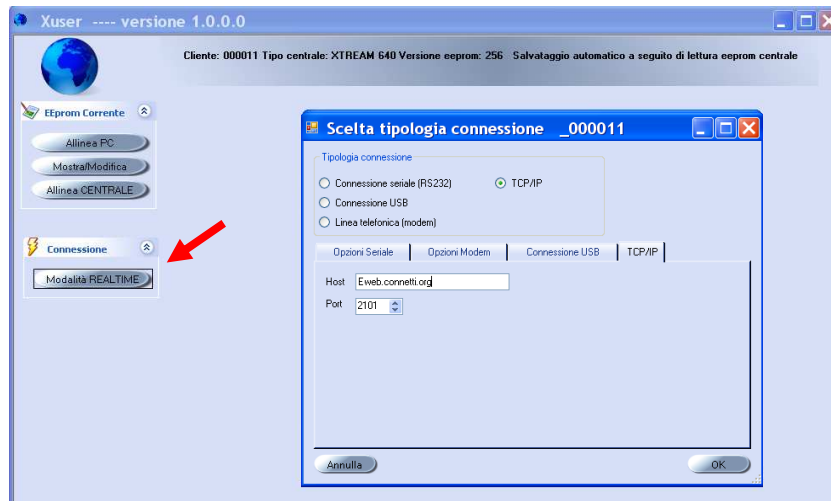 Xuser ---- versione 1.0.0.0
Cliente: 000011 Tipo centrale: XTREAM 640 Versione eeprom: 256 Salvataggio automatico a seguito di lettura eeprom centrale
EEprom Corrente
Allinea PC
Mostra/Modifica
Allinea CENTRALE
Connessione
Modalità REALTIME
Scelta tipologia connessione _000011
Tipologia connessione
Connessione seriale (RS232) TCP/IP
Connessione USB
Linea telefonica (modem)
Opzioni Seriale Opzioni Modem Connessione USB TCP/IP
Host Eweb.connetti.org
Port 2101
Annulla OK